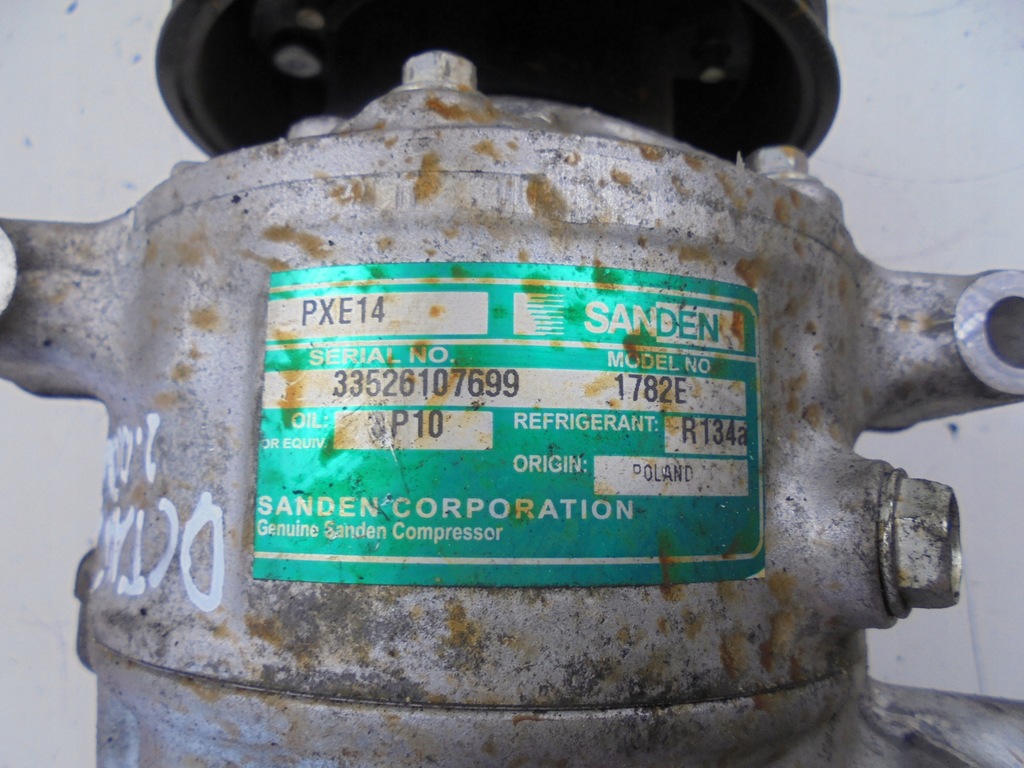 PXE14 SANDEN
SERIAL NO. MODEL NO
33526107699 1782E
OIL: SP10 REFRIGERANT: R134a
OR EQUIV.
ORIGIN: POLAND
SANDEN CORPORATION
Genuine Sanden Compressor